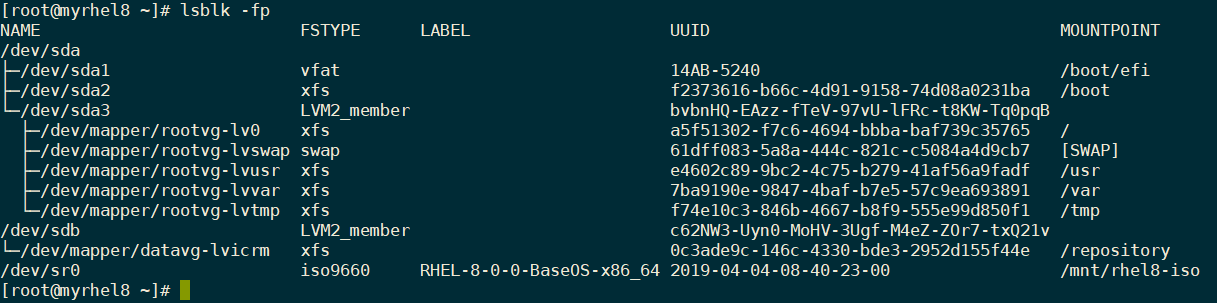 [root@myrhel8 ~]# lsblk -fp
NAME                          FSTYPE      LABEL                    UUID                                   MOUNTPOINT
/dev/sda
├─/dev/sda1                   vfat                                 14AB-5240                              /boot/efi
├─/dev/sda2                   xfs                                  f2373616-b66c-4d91-9158-74d08a0231ba   /boot
└─/dev/sda3                   LVM2_member                          bvbnHQ-EAzz-fTeV-97vU-lFRc-t8KW-Tq0pqB
  ├─/dev/mapper/rootvg-lv0    xfs                                  a5f51302-f7c6-4694-bbba-baf739c35765   /
  ├─/dev/mapper/rootvg-lvswap swap                                 61dff083-5a8a-444c-821c-c5084a4d9cb7   [SWAP]
  ├─/dev/mapper/rootvg-lvusr  xfs                                  e4602c89-9bc2-4c75-b279-41af56a9fadf   /usr
  ├─/dev/mapper/rootvg-lvvar  xfs                                  7ba9190e-9847-4baf-b7e5-57c9ea693891   /var
  └─/dev/mapper/rootvg-lvtmp  xfs                                  f74e10c3-846b-4667-b8f9-555e99d850f1   /tmp
/dev/sdb                      LVM2_member                          c62NW3-Uyn0-MoHV-3Ugf-M4eZ-ZOr7-txQ21v
└─/dev/mapper/datavg-lvicrm   xfs                                  0c3ade9c-146c-4330-bde3-2952d155f44e   /repository
/dev/sr0                      iso9660     RHEL-8-0-0-BaseOS-x86_64 2019-04-04-08-40-23-00                 /mnt/rhel8-iso
[root@myrhel8 ~]#